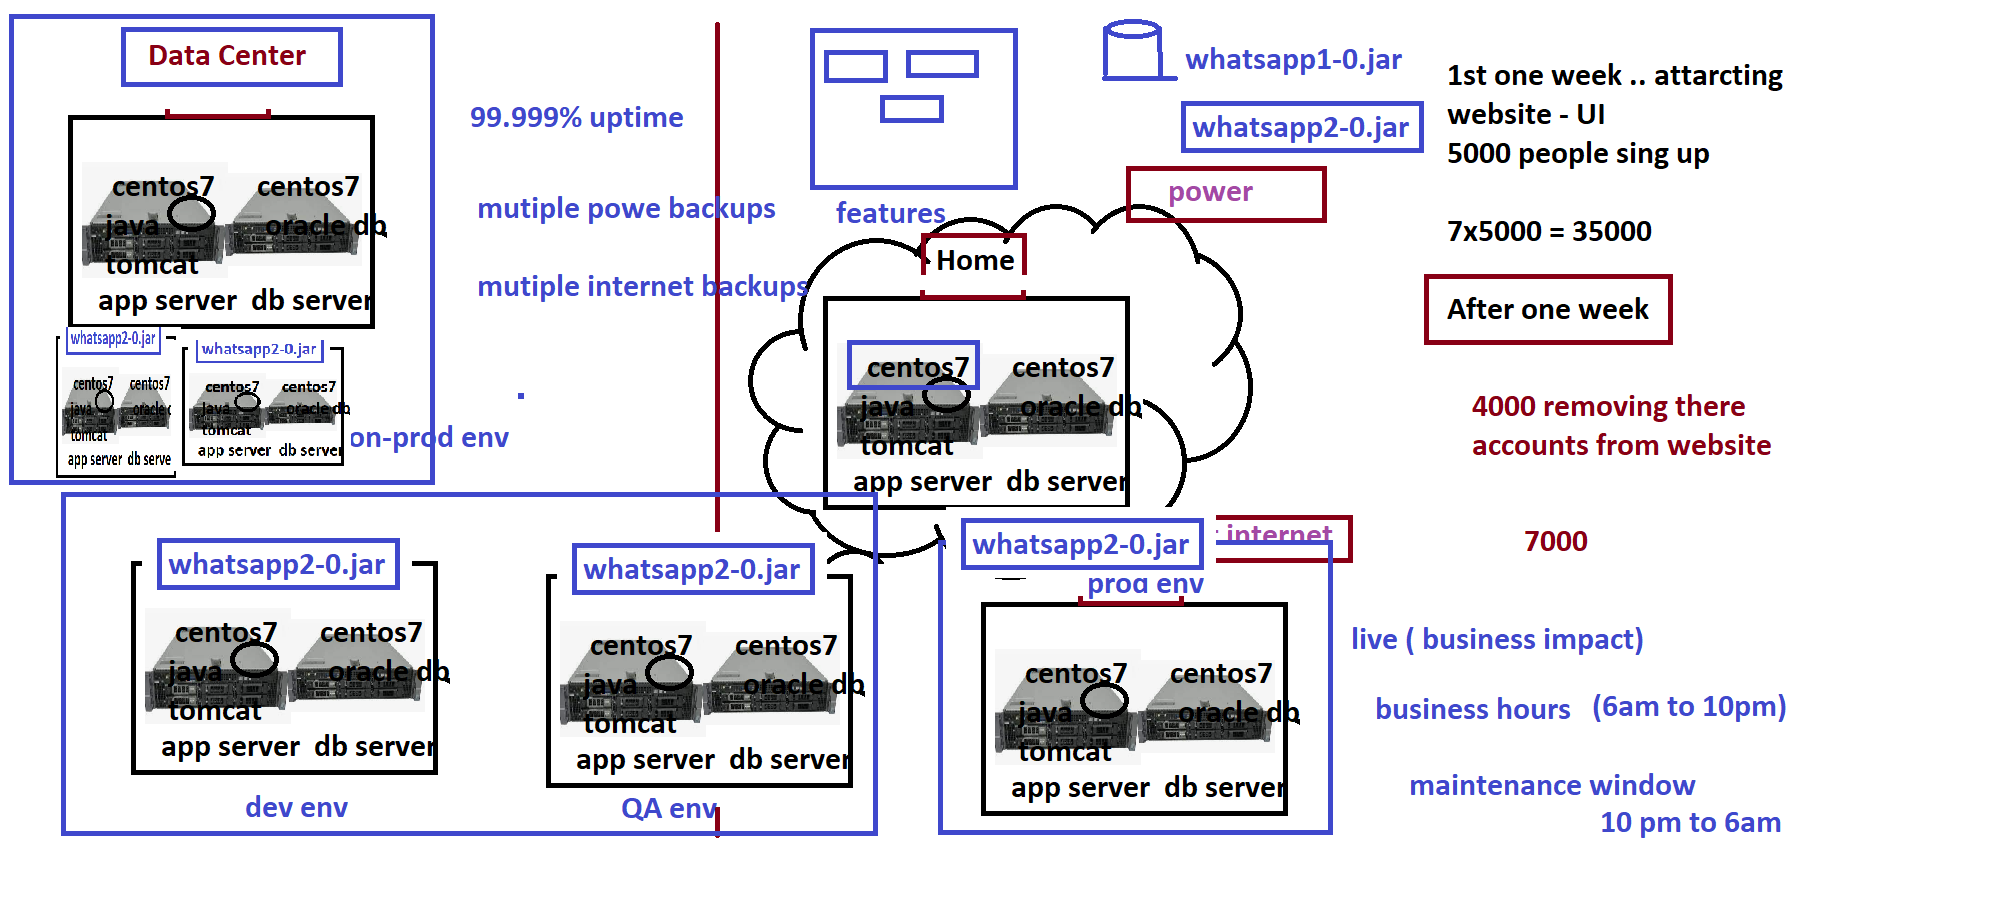 Data Center
centos7 centos7
java oracle db
tomcat
app server db server
whatsapp2-0.jar
centos7 centos7
java oracle
tomcat
app server db serve
whatsapp2-0.jar
centos7 centos7
java oracle db
tomcat
app server db server
on-prod env
99.999% uptime
mutiple powe backups
mutiple internet backups
features
whatsapp1-0.jar
whatsapp2-0.jar
power
Home
centos7 centos7
java oracle db
tomcat
app server db server
internet
1st one week .. attarcting
website - UI
5000 people sing up
7x5000 = 35000
After one week
4000 removing there
accounts from website
7000
whatsapp2-0.jar
centos7 centos7
java oracle db
tomcat
app server db server
dev env
whatsapp2-0.jar
centos7 centos7
java oracle db
tomcat
app server db server
QA env
whatsapp2-0.jar
prod env
centos7 centos7
java oracle db
tomcat
app server db server
live ( business impact)
business hours (6am to 10pm)
maintenance window
10 pm to 6am